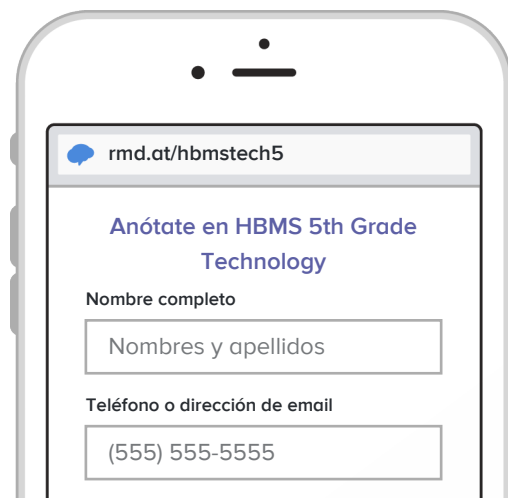 rmd.at/hbmstech5
Anótate en HBMS 5th Grade
Technology
Nombre completo
Nombres y apellidos
Teléfono o dirección de email
(555) 555-5555